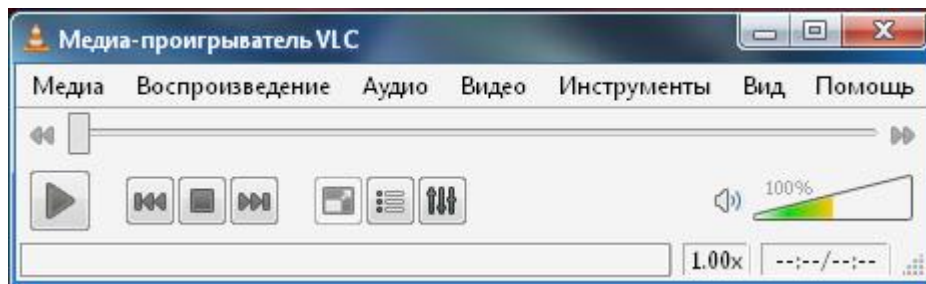 Медиа-проигрыватель VLC
Медиа Воспроизведение Аудио Видео Инструменты Вид Помощь
100%
1.00x --:--/--:--